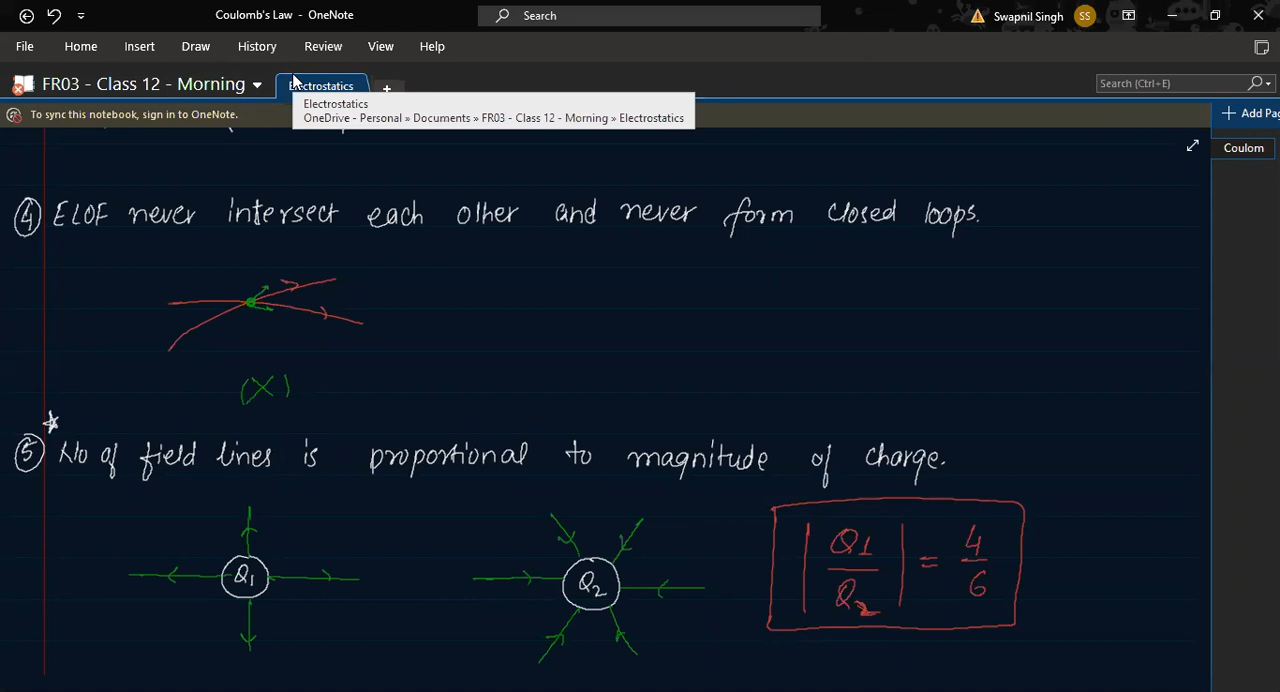 Coulomb's Law - OneNote
Search
Swapnil Singh
SS
File Home Insert Draw History Review View Help
FR03 - Class 12 - Morning
Electrostatics
Search (Ctrl+E)
Electrostatics
OneDrive - Personal » Documents » FR03 - Class 12 - Morning » Electrostatics
To sync this notebook, sign in to OneNote.
+ Add Pag
Coulom
④ ELOF never intersect each other and never form closed loops.
(X)
⑤ No of field lines is proportional to magnitude of charge.
Q1
Q2
|Q1/Q2| = 4/6